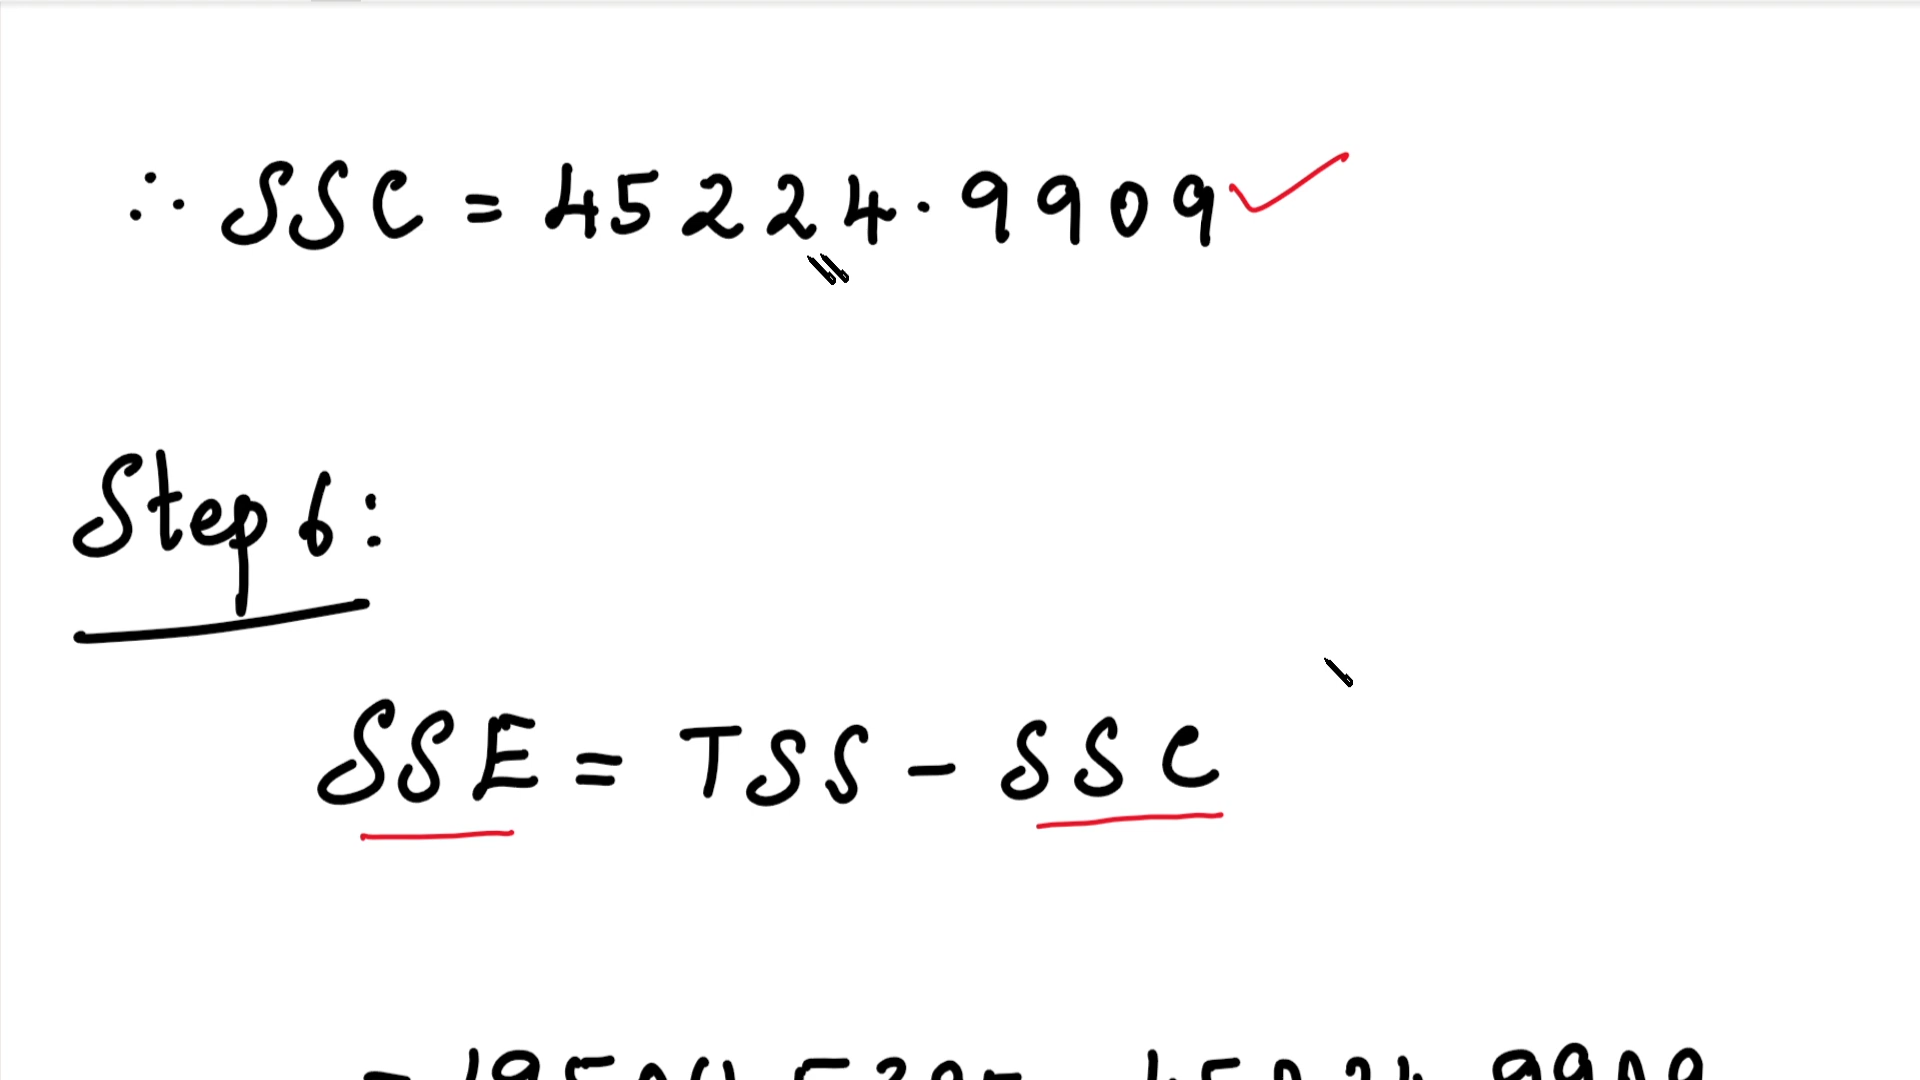 ∴ SSC = 45224.9909
Step 6:
SSE = TSS - SSC